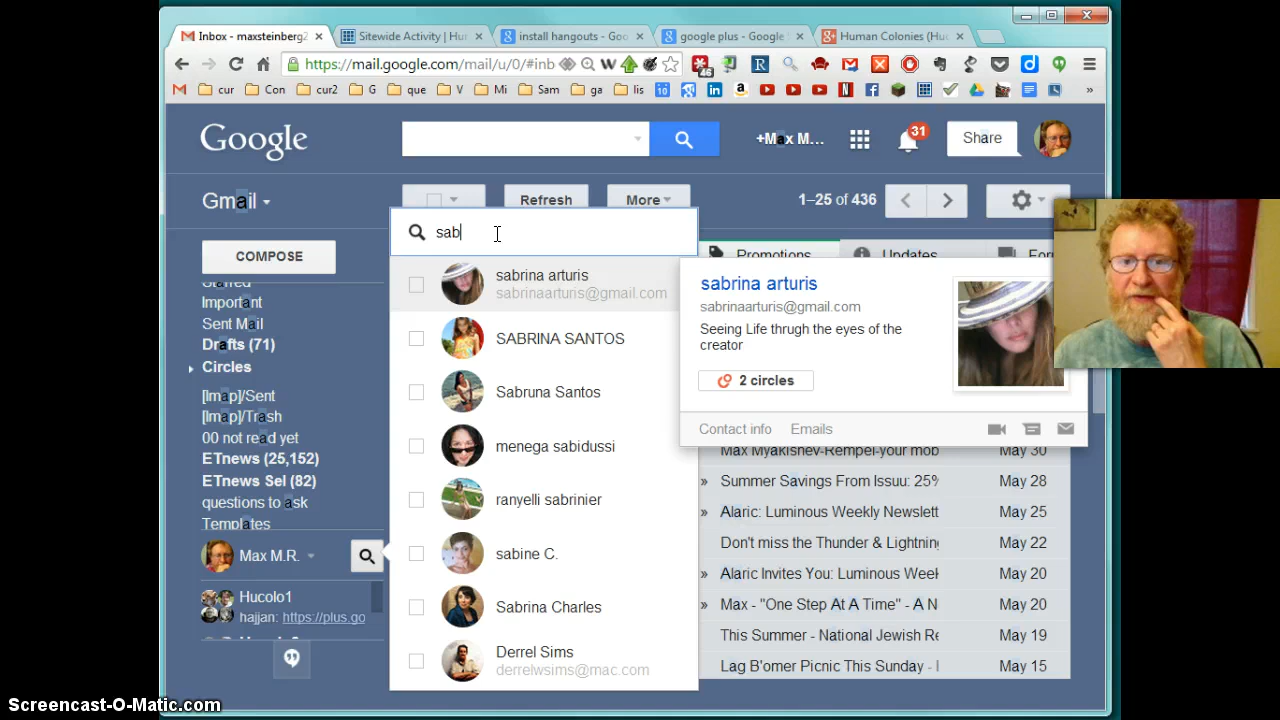 Inbox - maxsteinberg2
Sitewide Activity | Hur
install hangouts - Goo
google plus - Google S
Human Colonies (Huc
https://mail.google.com/mail/u/0/#inb
W
46
R
cur
Con
cur2
G
que
V
Mi
Sam
ga
lis
10
Google
+Max M...
31
Share
Gmail
Refresh
More
1–25 of 436
COMPOSE
sab
Promotions
Updates
Starred
Important
Sent Mail
Drafts (71)
Circles
[Imap]/Sent
[Imap]/Trash
00 not read yet
ETnews (25,152)
ETnews Sel (82)
questions to ask
Templates
Max M.R.
Hucolo1
hajjan: https://plus.go
sabrina arturis
sabrinaarturis@gmail.com
SABRINA SANTOS
Sabruna Santos
menega sabidussi
ranyelli sabrinier
sabine C.
Sabrina Charles
Derrel Sims
derrelwsims@mac.com
sabrina arturis
sabrinaarturis@gmail.com
Seeing Life thrugh the eyes of the
creator
2 circles
Contact info
Emails
Max Myakishev-Rempel-your mob
May 30
» Summer Savings From Issuu: 25%
May 28
» Alaric: Luminous Weekly Newslett
May 25
Don't miss the Thunder & Lightning
May 22
» Alaric Invites You: Luminous Week
May 20
» Max - "One Step At A Time" - A N
May 20
This Summer - National Jewish Re
May 19
Lag B'omer Picnic This Sunday -
May 15
Screencast-O-Matic.com